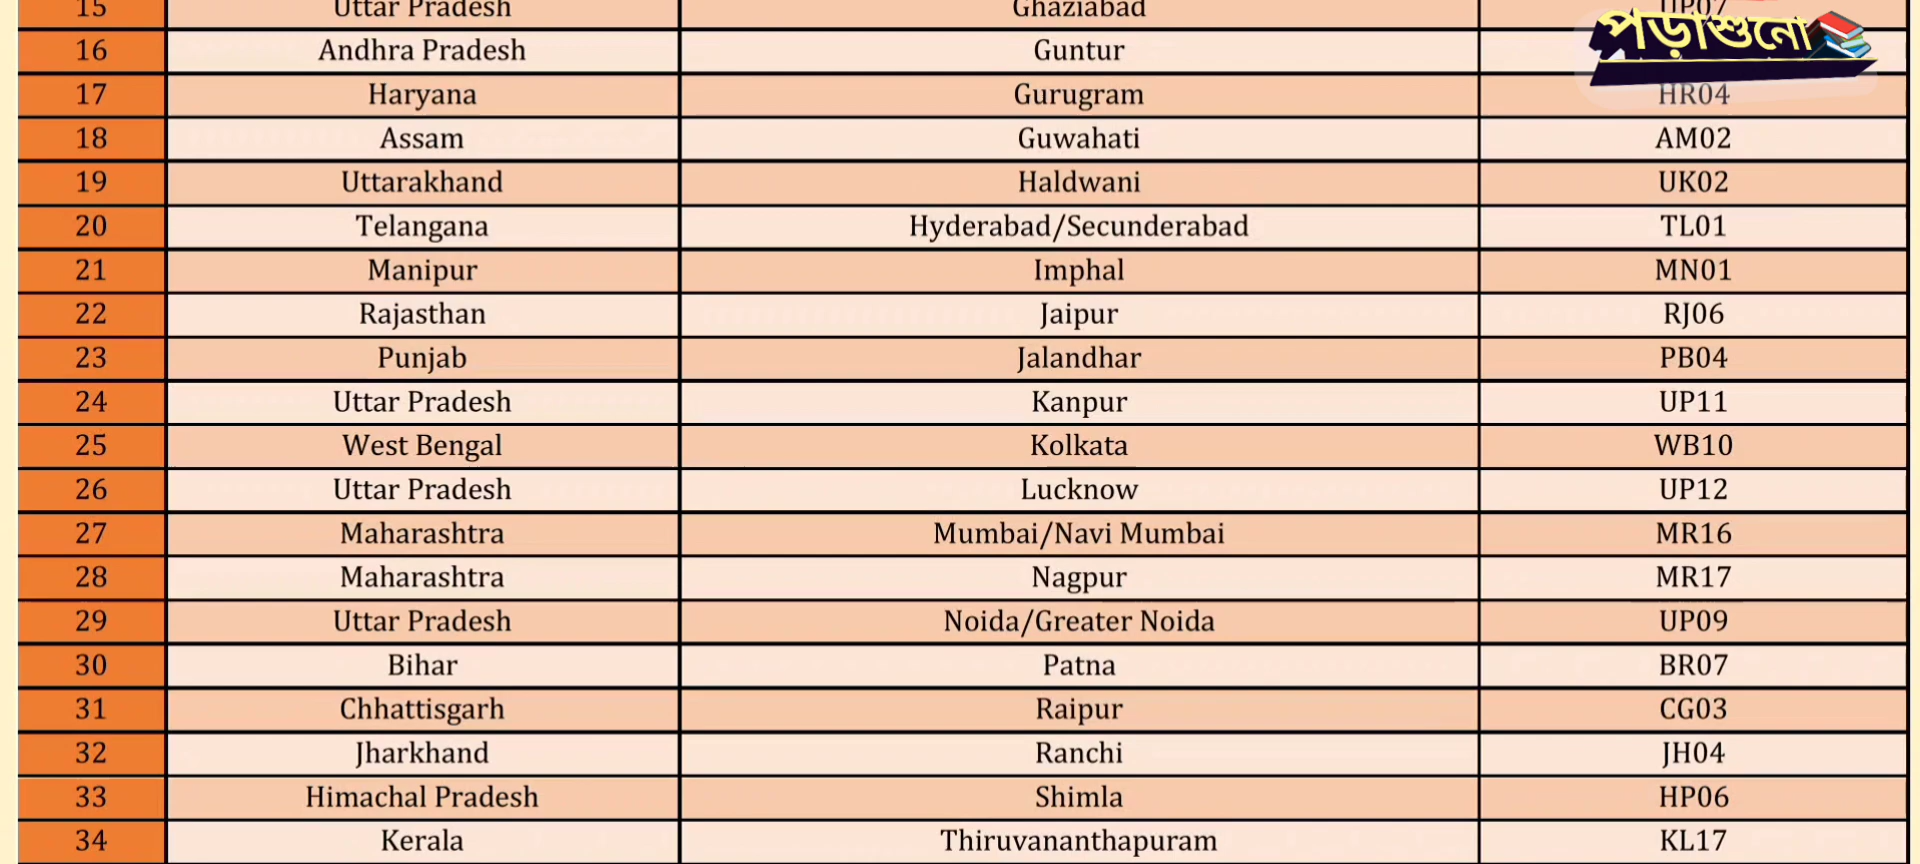 15 Uttar Pradesh Ghaziabad UP07
16 Andhra Pradesh Guntur
পড়াশুনো
17 Haryana Gurugram HR04
18 Assam Guwahati AM02
19 Uttarakhand Haldwani UK02
20 Telangana Hyderabad/Secunderabad TL01
21 Manipur Imphal MN01
22 Rajasthan Jaipur RJ06
23 Punjab Jalandhar PB04
24 Uttar Pradesh Kanpur UP11
25 West Bengal Kolkata WB10
26 Uttar Pradesh Lucknow UP12
27 Maharashtra Mumbai/Navi Mumbai MR16
28 Maharashtra Nagpur MR17
29 Uttar Pradesh Noida/Greater Noida UP09
30 Bihar Patna BR07
31 Chhattisgarh Raipur CG03
32 Jharkhand Ranchi JH04
33 Himachal Pradesh Shimla HP06
34 Kerala Thiruvananthapuram KL17